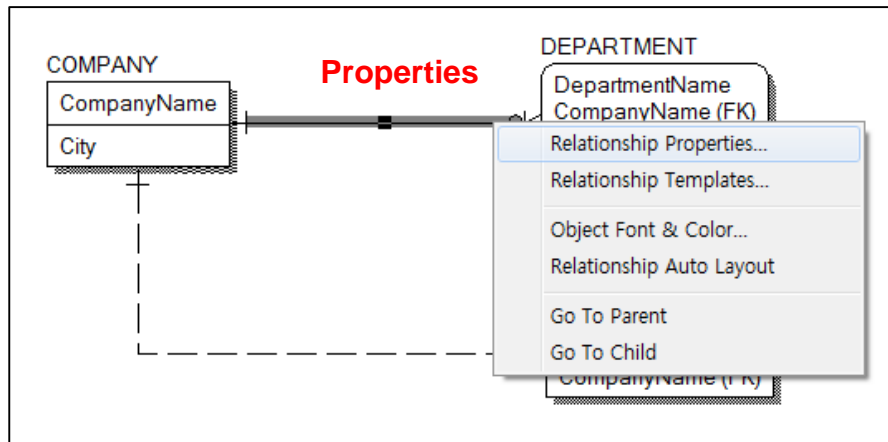 DEPARTMENT
COMPANY
Properties
DepartmentName
CompanyName
CompanyName (FK)
City
Relationship Properties...
Relationship Templates...
Object Font & Color...
Relationship Auto Layout
Go To Parent
Go To Child
CompanyName (FK)